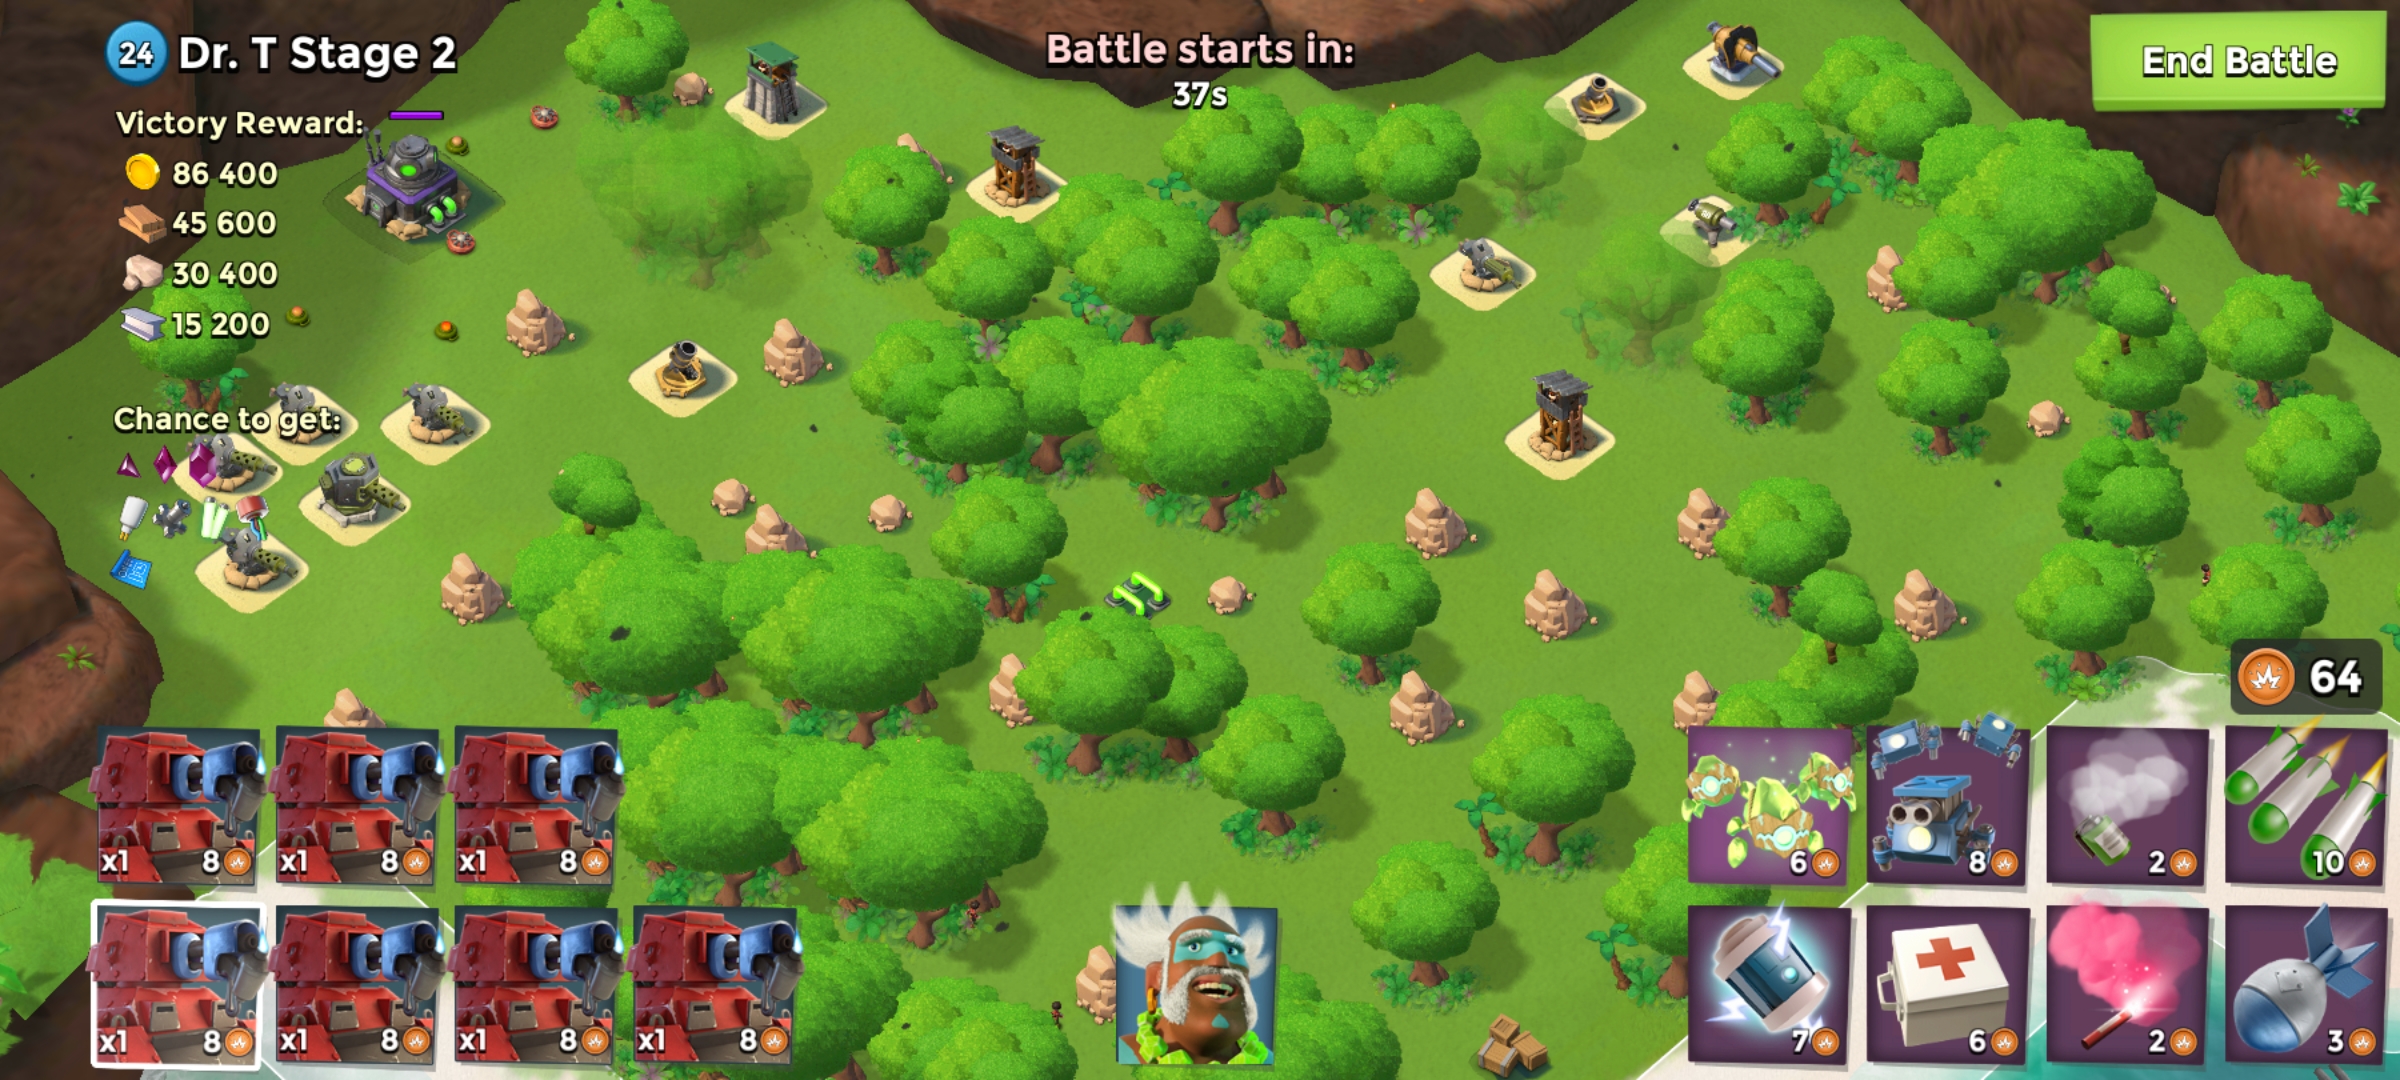 24 Dr. T Stage 2
Battle starts in:
37s
End Battle
Victory Reward:
86 400
45 600
30 400
15 200
Chance to get:
64
x1 8
x1 8
x1 8
6
8
2
10
x1 8
x1 8
x1 8
x1 8
7
6
2
3